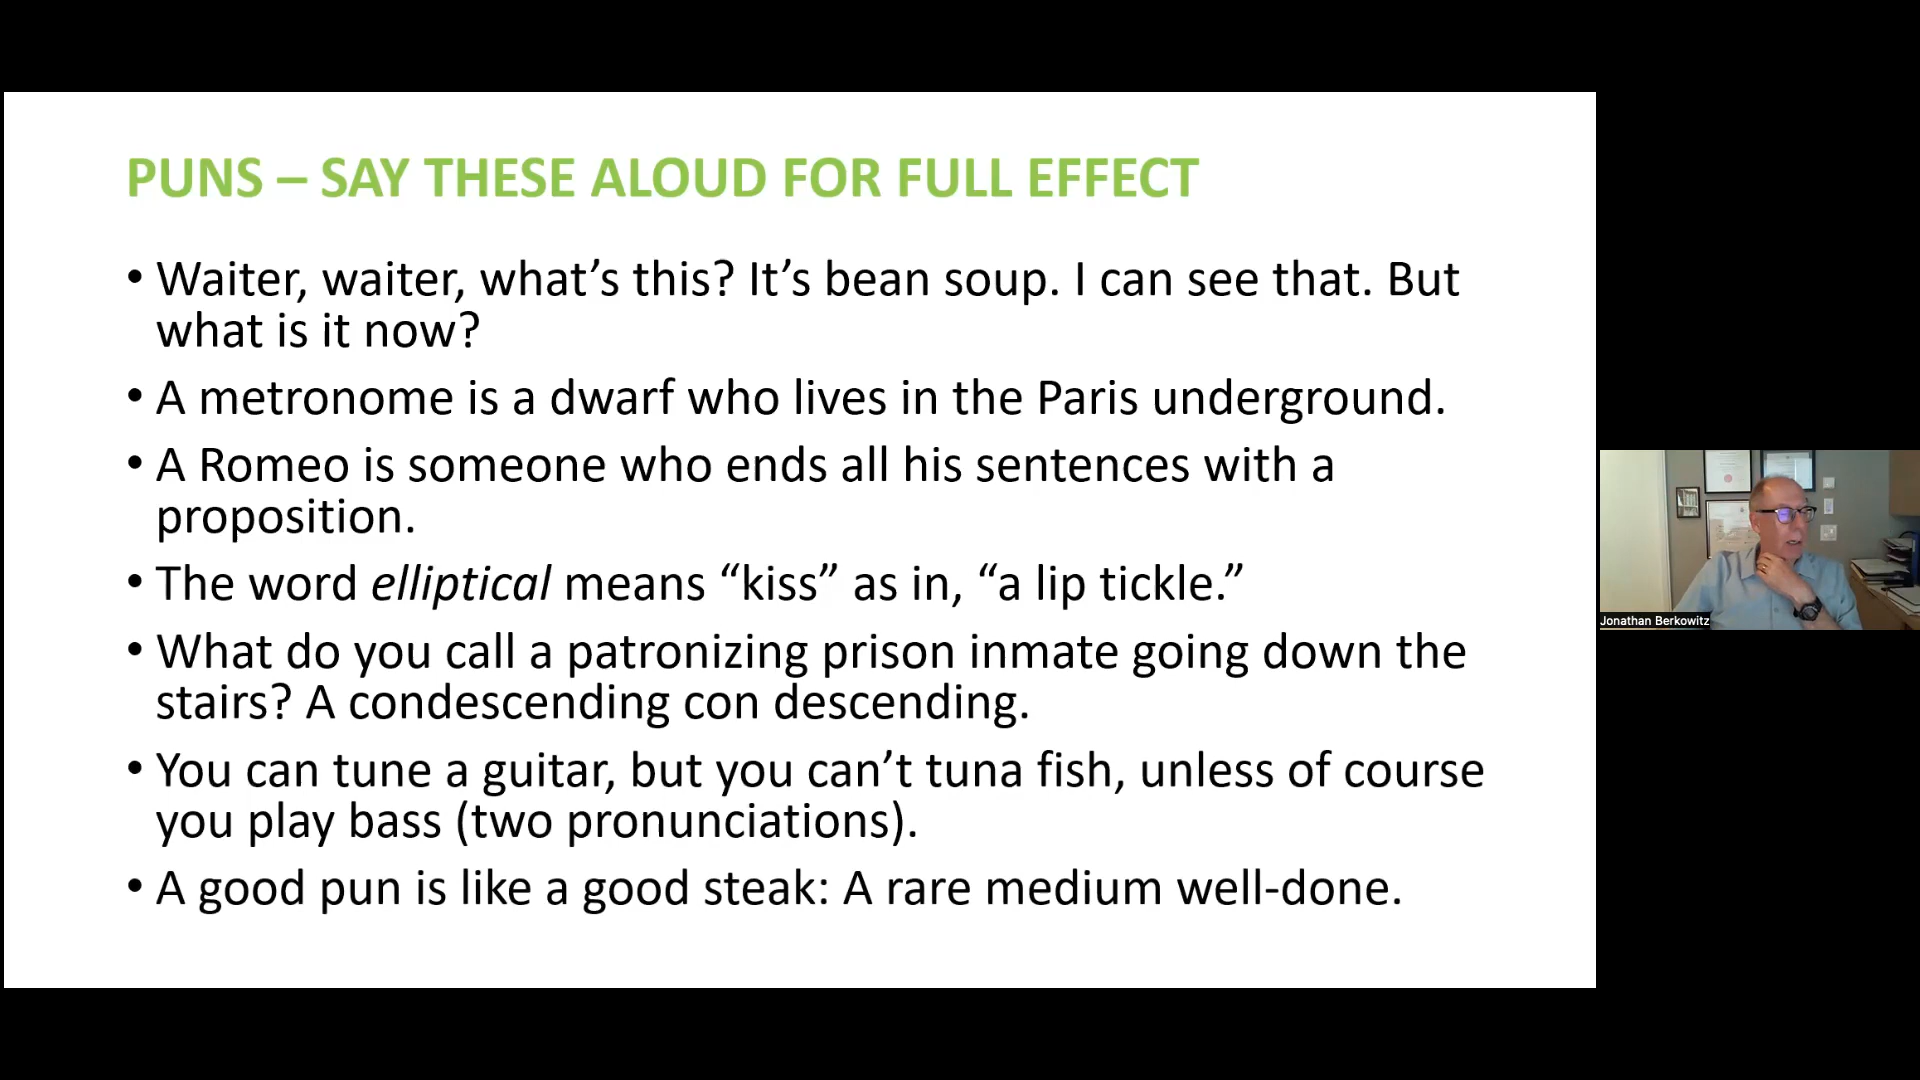 PUNS – SAY THESE ALOUD FOR FULL EFFECT
• Waiter, waiter, what’s this? It’s bean soup. I can see that. But
what is it now?
• A metronome is a dwarf who lives in the Paris underground.
• A Romeo is someone who ends all his sentences with a
proposition.
• The word elliptical means “kiss” as in, “a lip tickle.”
• What do you call a patronizing prison inmate going down the
stairs? A condescending con descending.
• You can tune a guitar, but you can’t tuna fish, unless of course
you play bass (two pronunciations).
• A good pun is like a good steak: A rare medium well-done.
Jonathan Berkowitz